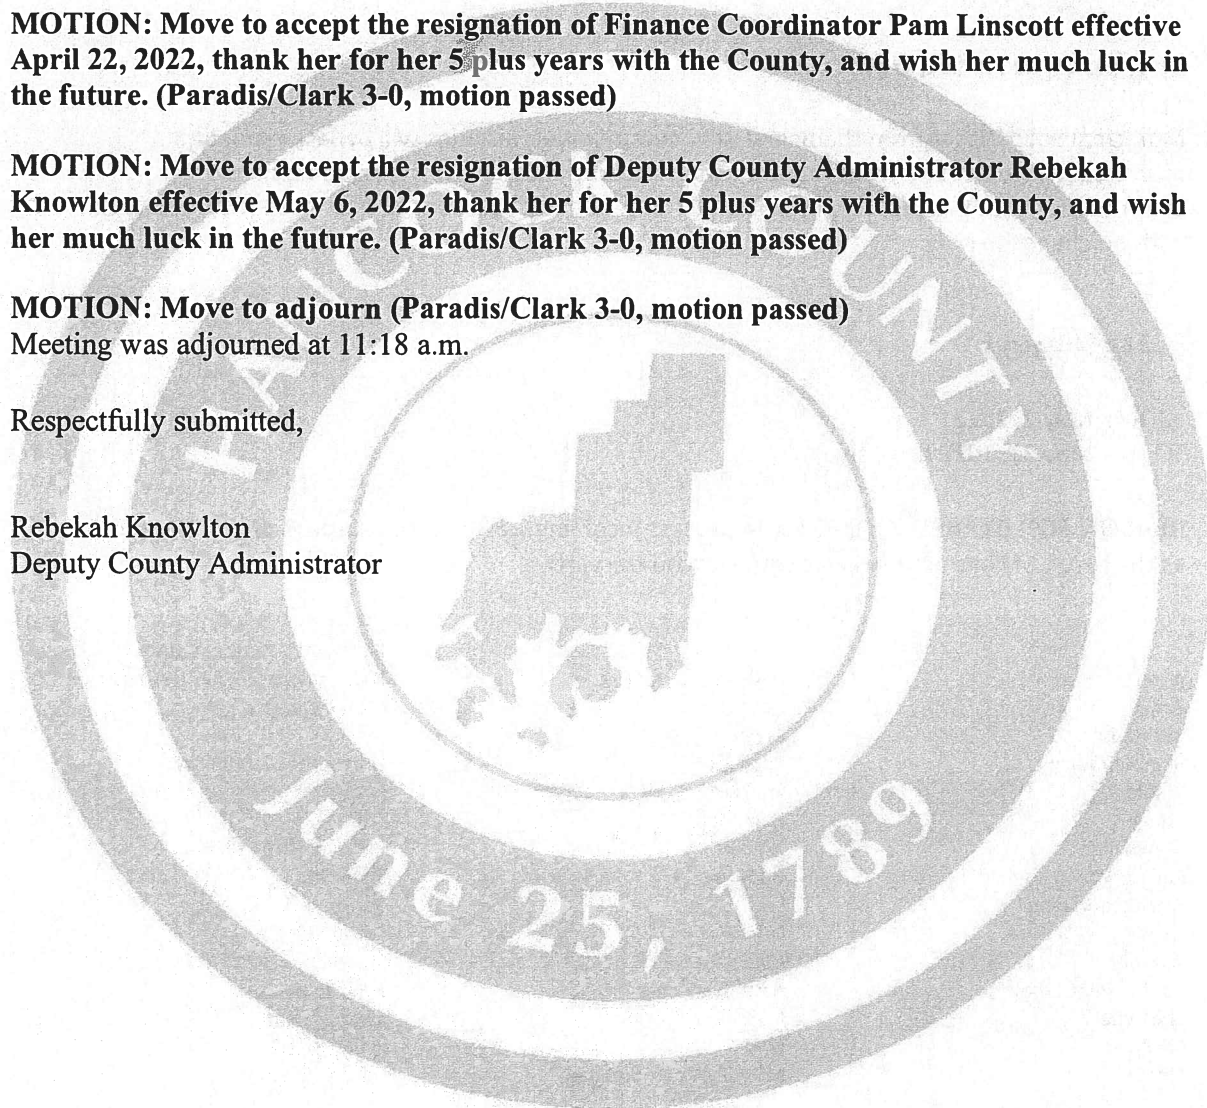 MOTION: Move to accept the resignation of Finance Coordinator Pam Linscott effective
April 22, 2022, thank her for her 5 plus years with the County, and wish her much luck in
the future. (Paradis/Clark 3-0, motion passed)
MOTION: Move to accept the resignation of Deputy County Administrator Rebekah
Knowlton effective May 6, 2022, thank her for her 5 plus years with the County, and wish
her much luck in the future. (Paradis/Clark 3-0, motion passed)
MOTION: Move to adjourn (Paradis/Clark 3-0, motion passed)
Meeting was adjourned at 11:18 a.m.
Respectfully submitted,
Rebekah Knowlton
Deputy County Administrator
HANCOCK COUNTY
June 25, 1789